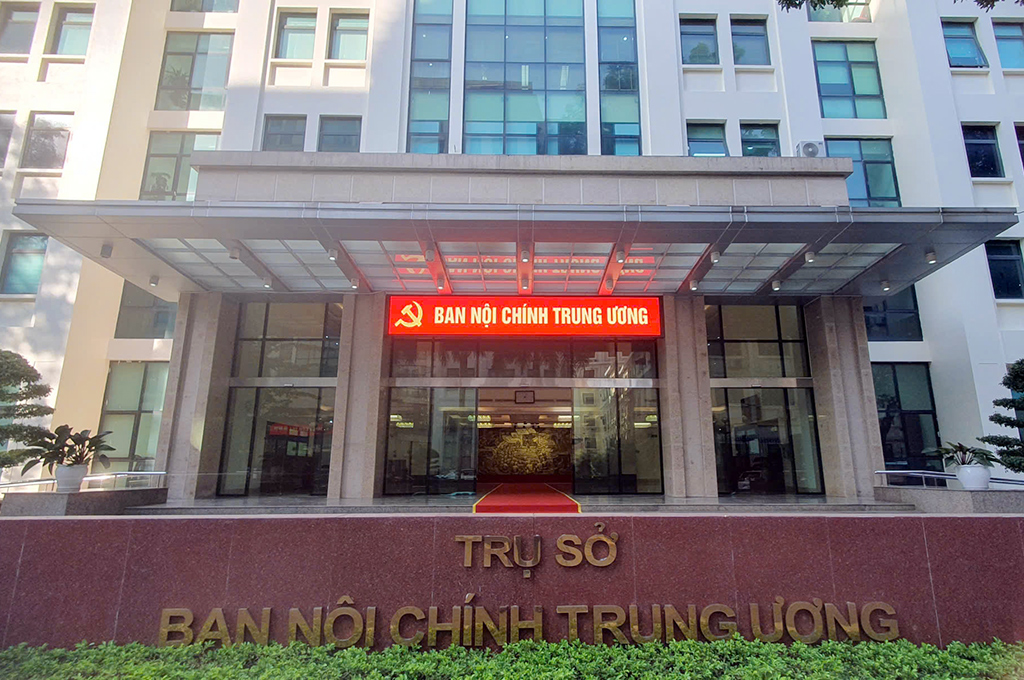 BAN NỘI CHÍNH TRUNG ƯƠNG
TRỤ SỞ
BAN NỘI CHÍNH TRUNG ƯƠNG